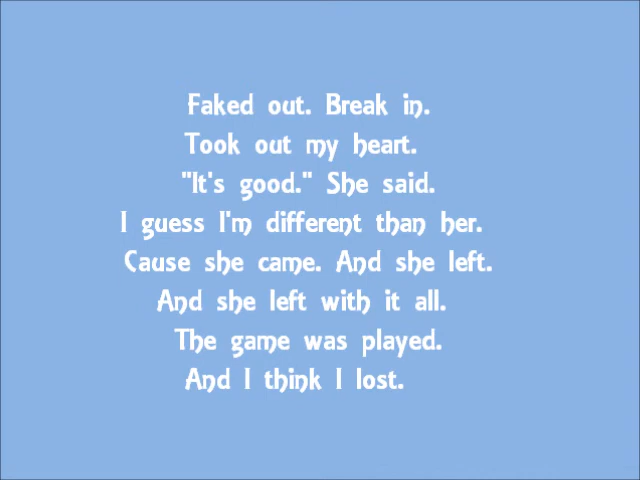 Faked out. Break in.
Took out my heart.
"It's good." She said.
I guess I'm different than her.
Cause she came. And she left.
And she left with it all.
The game was played.
And I think I lost.